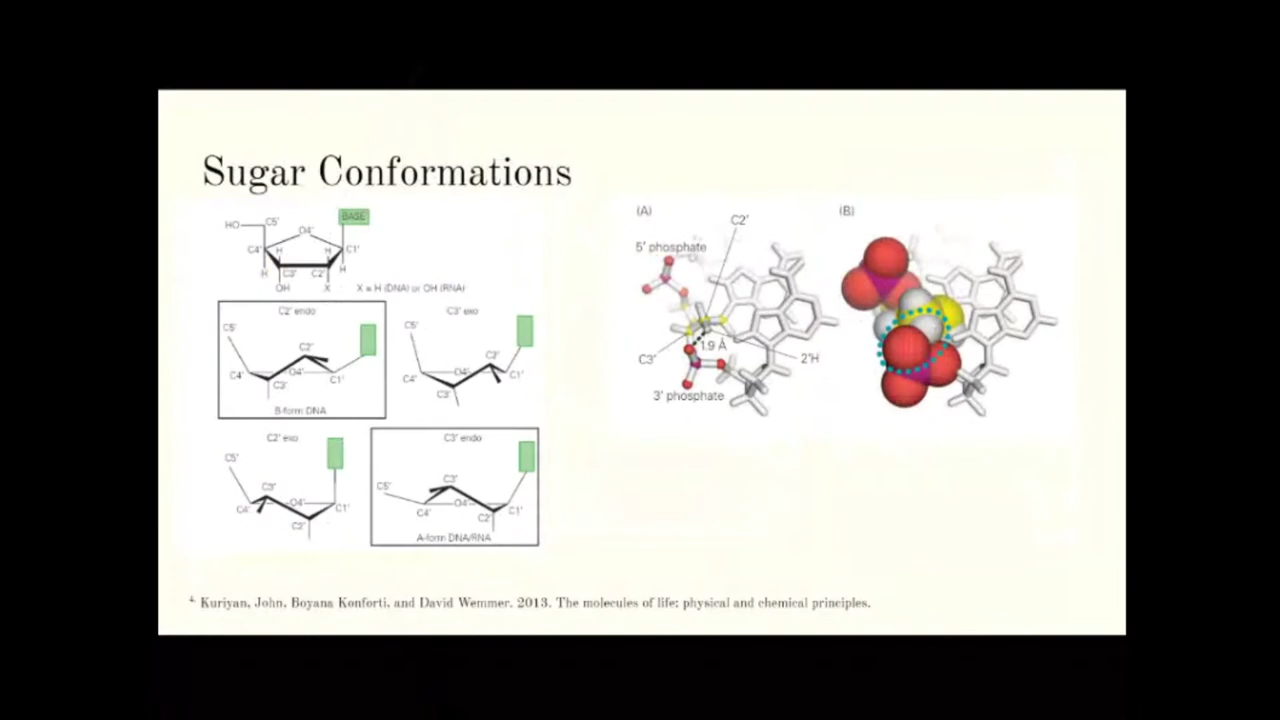 Sugar Conformations
BASE
HO
C5'
O4'
C4'
H
H
C1'
H
C3'
C2'
H
OH
X
X = H (DNA) or OH (RNA)
C2' endo
C5'
C2'
C4'
O4'
C3'
C1'
B-form DNA
C3' exo
C5'
C2'
C4'
O4'
C1'
C3'
C2' exo
C5'
C3'
C4'
O4'
C1'
C2'
C3' endo
C5'
C3'
C4'
O4'
C2'
C1'
A-form DNA/RNA
(A)
C2'
5' phosphate
1.9 Å
C3'
2'H
3' phosphate
(B)
4. Kuriyan, John, Boyana Konforti, and David Wemmer. 2013. The molecules of life: physical and chemical principles.